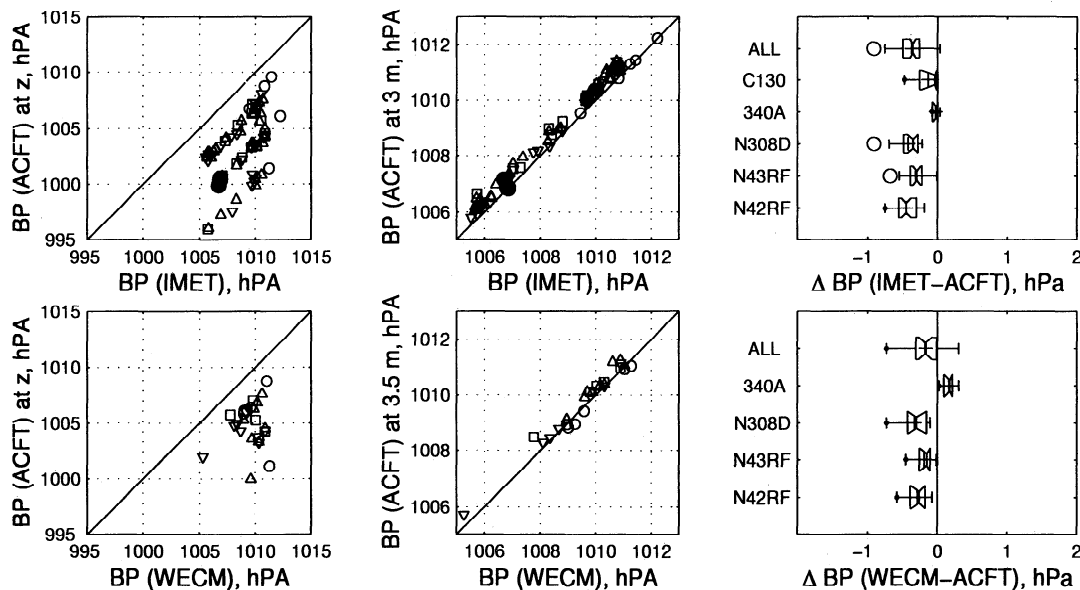 1015
1010
1005
1000
995
BP (ACFT) at z, hPA
995 1000 1005 1010 1015
BP (IMET), hPA
1012
1010
1008
1006
BP (ACFT) at 3 m, hPA
1006 1008 1010 1012
BP (IMET), hPA
ALL
C130
340A
N308D
N43RF
N42RF
−1 0 1 2
Δ BP (IMET−ACFT), hPa
1015
1010
1005
1000
995
BP (ACFT) at z, hPA
995 1000 1005 1010 1015
BP (WECM), hPA
1012
1010
1008
1006
BP (ACFT) at 3.5 m, hPA
1006 1008 1010 1012
BP (WECM), hPA
ALL
340A
N308D
N43RF
N42RF
−1 0 1 2
Δ BP (WECM−ACFT), hPa